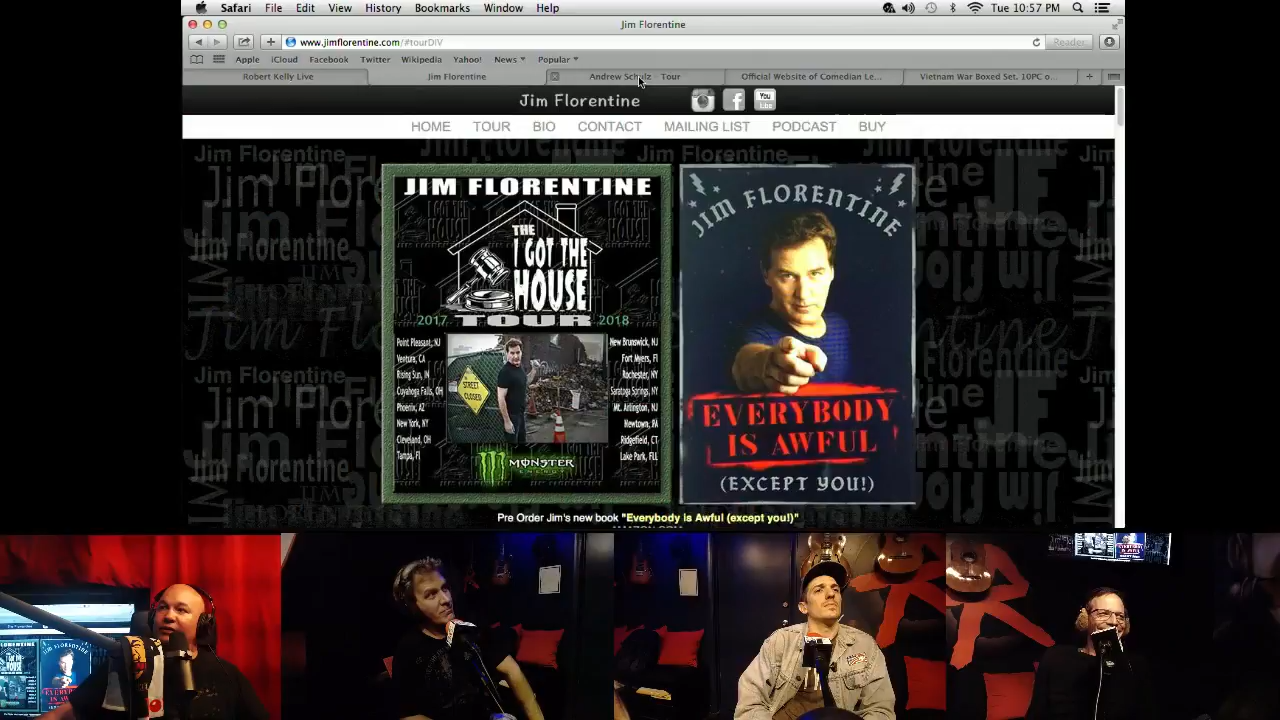 Safari File Edit View History Bookmarks Window Help Tue 10:57 PM
Jim Florentine
www.jimflorentine.com/#tourDIV Reader
Apple iCloud Facebook Twitter Wikipedia Yahoo! News Popular
Robert Kelly Live Jim Florentine Andrew Schulz Tour Official Website of Comedian Le... Vietnam War Boxed Set, 10PC o...
Jim Florentine You Tube
HOME TOUR BIO CONTACT MAILING LIST PODCAST BUY
JIM FLORENTINE
THE
I GOT THE
HOUSE
2017 TOUR 2018
Point Pleasant, NJ
Ventura, CA
Rising Sun, IN
Cuyahoga Falls, OH
Phoenix, AZ
New York, NY
Cleveland, OH
Tampa, Fl
STREET
CLOSED
New Brunswick, NJ
Fort Myers, Fl
Rochester, NY
Saratoga Springs, NY
Mt. Arlington, NJ
Newtown, PA
Ridgefield, CT
Lake Park, FLL
MONSTER
ENERGY
JIM FLORENTINE
EVERYBODY
IS AWFUL
(EXCEPT YOU!)
Pre Order Jim's new book "Everybody is Awful (except you!)"